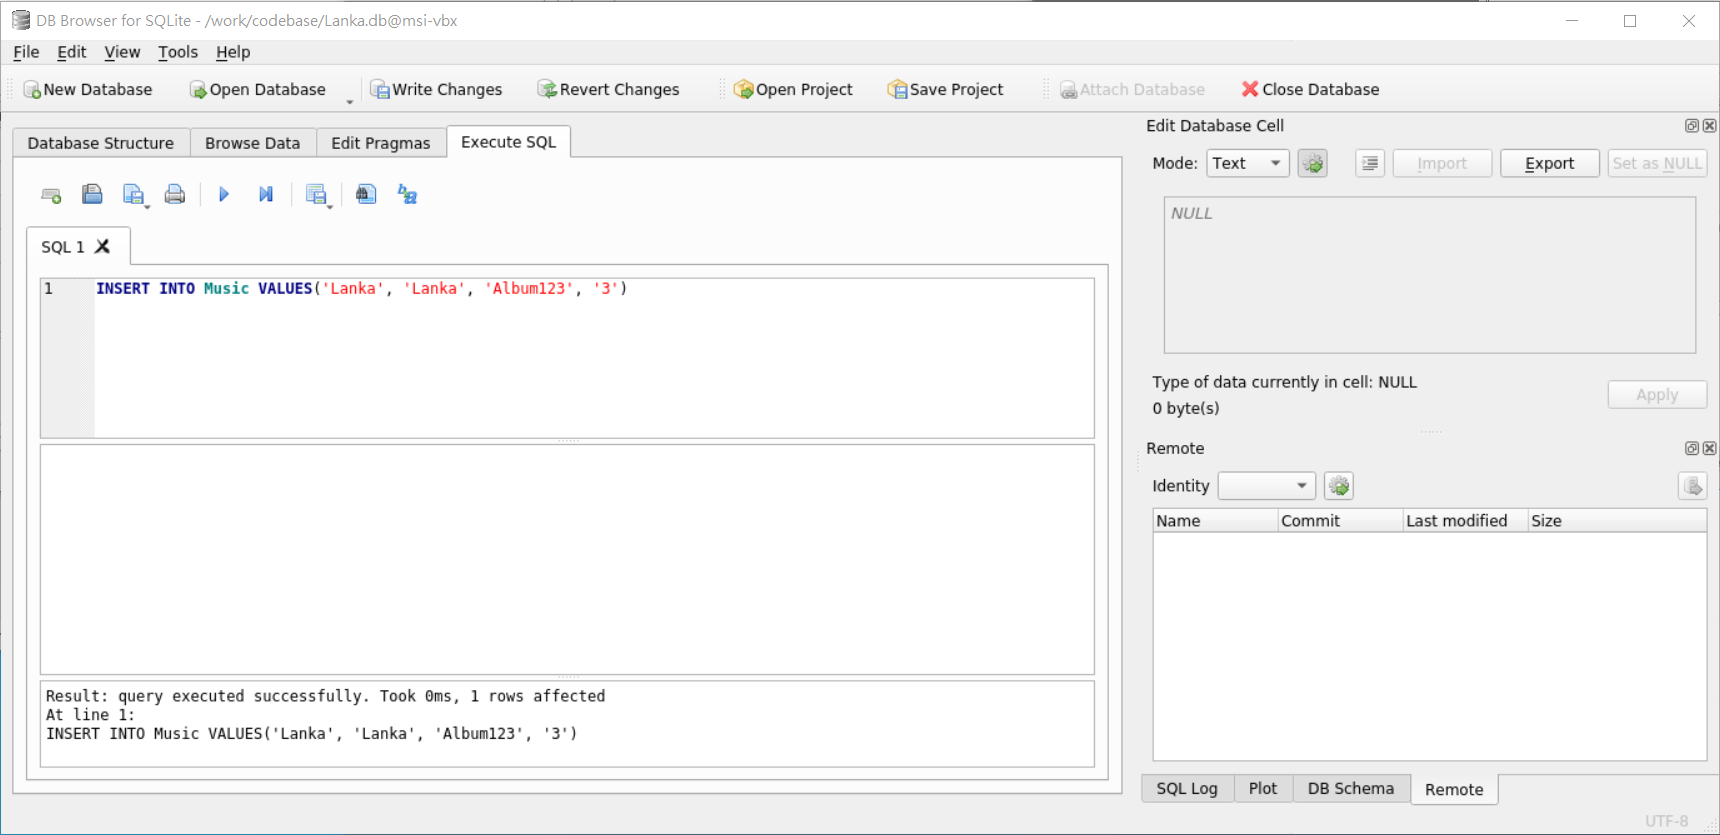 DB Browser for SQLite - /work/codebase/Lanka.db@msi-vbx
File Edit View Tools Help
New Database Open Database Write Changes Revert Changes Open Project Save Project Attach Database Close Database
Database Structure Browse Data Edit Pragmas Execute SQL
SQL 1
1 INSERT INTO Music VALUES('Lanka', 'Lanka', 'Album123', '3')
Result: query executed successfully. Took 0ms, 1 rows affected
At line 1:
INSERT INTO Music VALUES('Lanka', 'Lanka', 'Album123', '3')
Edit Database Cell
Mode: Text Import Export Set as NULL
NULL
Type of data currently in cell: NULL
0 byte(s)
Apply
Remote
Identity
Name Commit Last modified Size
SQL Log Plot DB Schema Remote
UTF-8